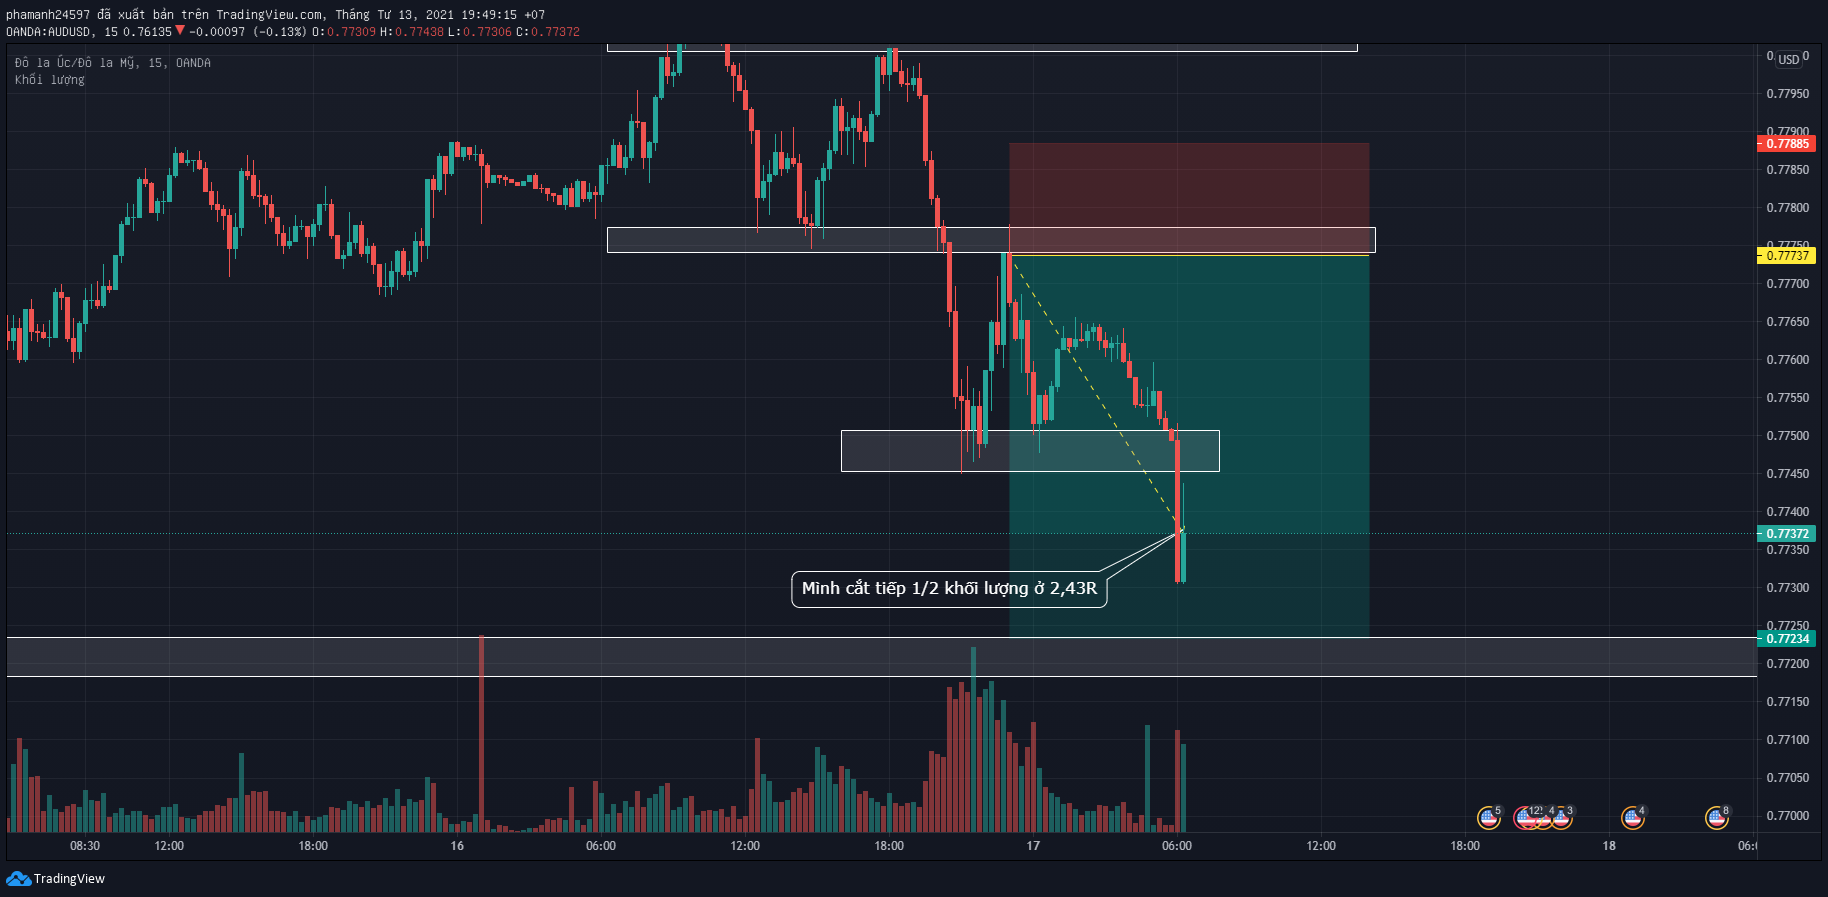 phamanh24597 đã xuất bản trên TradingView.com, Tháng Tư 13, 2021 19:49:15 +07
OANDA:AUDUSD, 15 0.76135 ▼ −0.00097 (−0.13%) O:0.77309 H:0.77438 L:0.77306 C:0.77372
Đô la Úc/Đô la Mỹ, 15, OANDA
Khối lượng
USD
0.77950
0.77900
0.77885
0.77850
0.77800
0.77750
0.77737
0.77700
0.77650
0.77600
0.77550
0.77500
0.77450
0.77400
0.77372
0.77350
Mình cắt tiếp 1/2 khối lượng ở 2,43R
0.77300
0.77250
0.77234
0.77200
0.77150
0.77100
0.77050
0.77000
5 12 4 3 4 8
08:30 12:00 18:00 16 06:00 12:00 18:00 17 06:00 12:00 18:00 18
TradingView